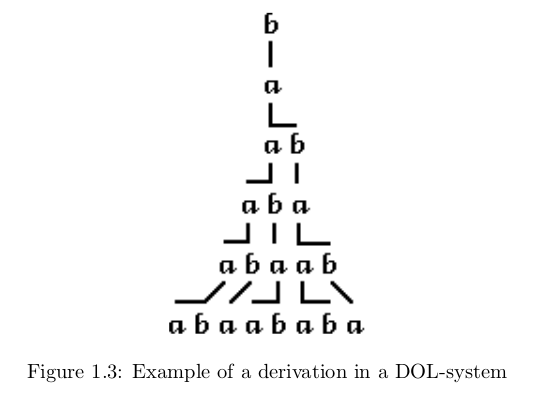 b
a
a b
a b a
a b a a b
a b a a b a b a
Figure 1.3: Example of a derivation in a DOL-system